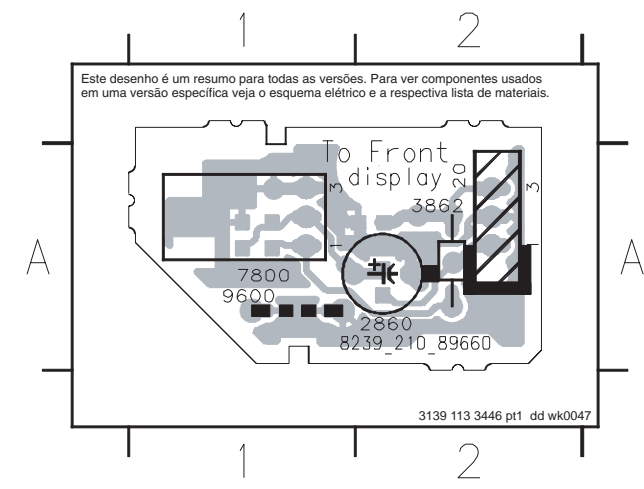 1 2
Este desenho é um resumo para todas as versões. Para ver componentes usados
em uma versão específica veja o esquema elétrico e a respectiva lista de materiais.
To Front
display
20
3
3
3862
A A
1
1
7800
9600
2860
8239_210_89660
3139 113 3446 pt1 dd wk0047
1 2